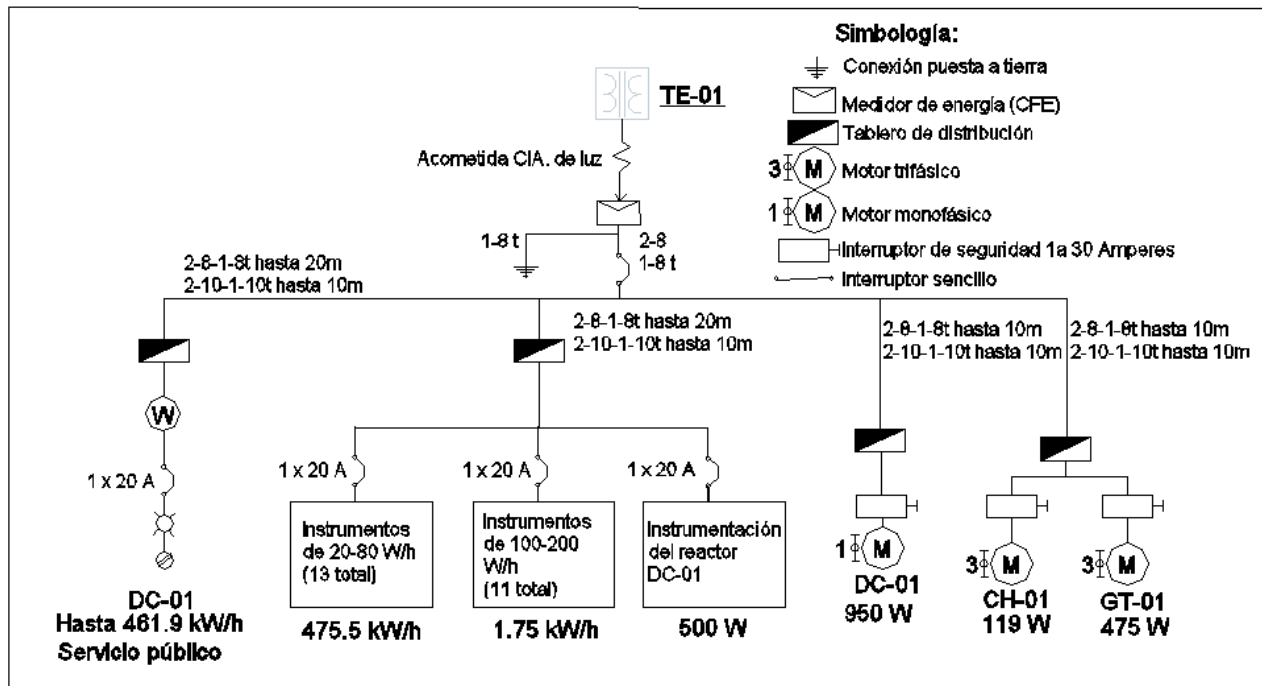 Simbología:
Conexión puesta a tierra
Medidor de energía (CFE)
Tablero de distribución
3 M Motor trifásico
1 M Motor monofásico
Interruptor de seguridad 1a 30 Amperes
Interruptor sencillo
TE-01
Acometida CIA. de luz
1-8 t
2-8
1-8 t
2-8-1-8t hasta 20m
2-10-1-10t hasta 10m
2-8-1-8t hasta 20m
2-10-1-10t hasta 10m
2-8-1-8t hasta 10m
2-10-1-10t hasta 10m
2-8-1-8t hasta 10m
2-10-1-10t hasta 10m
W
1 x 20 A
DC-01
Hasta 461.9 kW/h
Servicio público
1 x 20 A
Instrumentos
de 20-80 W/h
(13 total)
475.5 kW/h
1 x 20 A
Instrumentos
de 100-200
W/h
(11 total)
1.75 kW/h
1 x 20 A
Instrumentación
del reactor
DC-01
500 W
1 M
DC-01
950 W
3 M
CH-01
119 W
3 M
GT-01
475 W